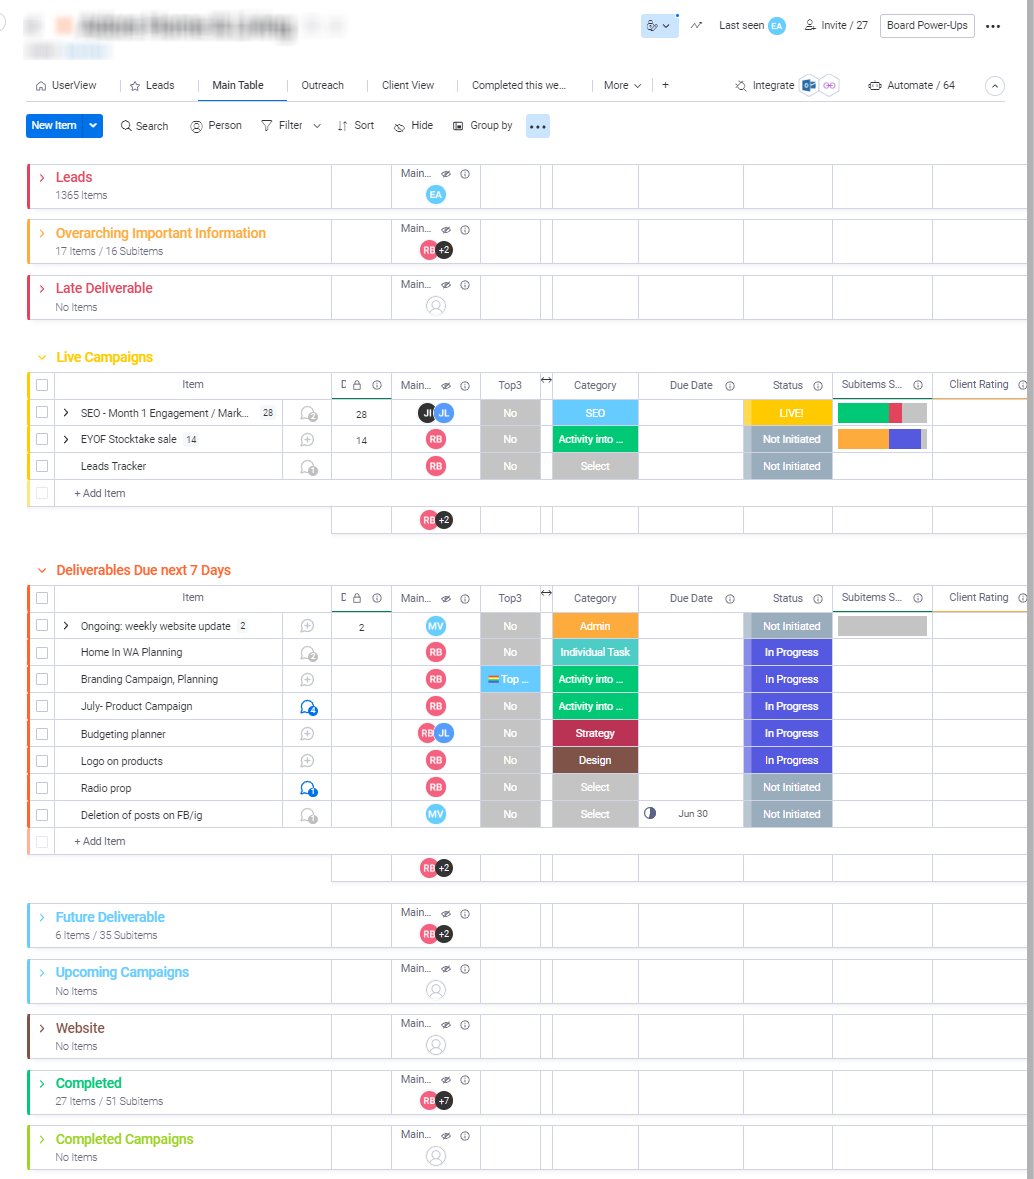 Last seen EA Invite / 27 Board Power-Ups
UserView Leads Main Table Outreach Client View Completed this we... More + Integrate Automate / 64
New Item Search Person Filter Sort Hide Group by
Leads Main...
1365 Items EA
Overarching Important Information Main...
17 Items / 16 Subitems RB +2
Late Deliverable Main...
No Items
Live Campaigns
Item Main... Top3 Category Due Date Status Subitems S... Client Rating
SEO - Month 1 Engagement / Mark... 28 2 28 JI JL No SEO LIVE!
EYOF Stocktake sale 14 14 RB No Activity into ... Not Initiated
Leads Tracker 1 RB No Select Not Initiated
+ Add Item
RB +2
Deliverables Due next 7 Days
Item Main... Top3 Category Due Date Status Subitems S... Client Rating
Ongoing: weekly website update 2 2 MV No Admin Not Initiated
Home In WA Planning 2 RB No Individual Task In Progress
Branding Campaign, Planning RB Top ... Activity into ... In Progress
July- Product Campaign 4 RB No Activity into ... In Progress
Budgeting planner RB JL No Strategy In Progress
Logo on products RB No Design In Progress
Radio prop 1 RB No Select Not Initiated
Deletion of posts on FB/ig 1 MV No Select Jun 30 Not Initiated
+ Add Item
RB +2
Future Deliverable Main...
6 Items / 35 Subitems RB +2
Upcoming Campaigns Main...
No Items
Website Main...
No Items
Completed Main...
27 Items / 51 Subitems RB +7
Completed Campaigns Main...
No Items